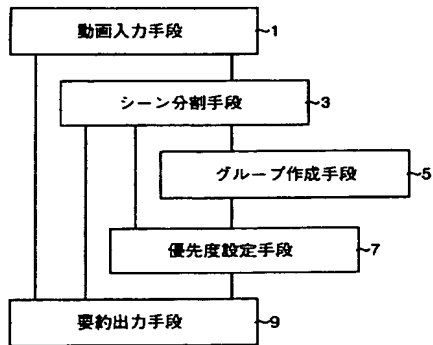 動画入力手段 ~1
シーン分割手段 ~3
グループ作成手段 ~5
優先度設定手段 ~7
要約出力手段 ~9